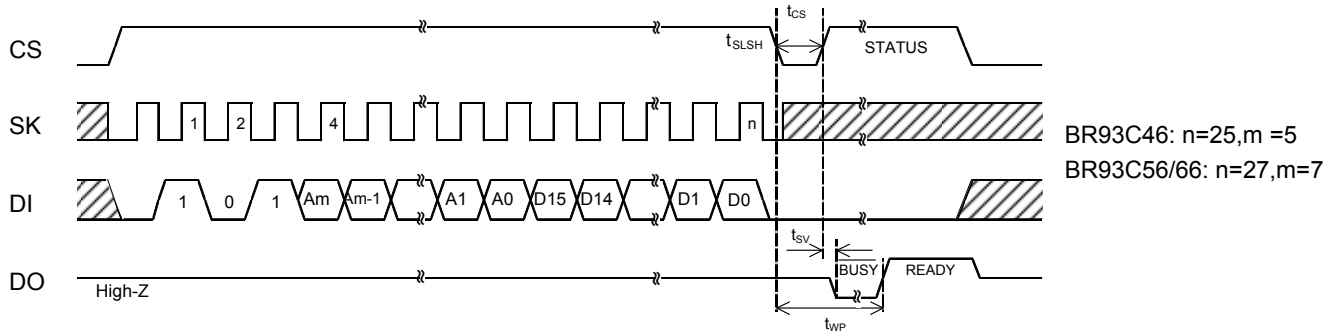 tCS
CS
tSLSH
STATUS
SK
1 2 4 n
BR93C46: n=25,m =5
BR93C56/66: n=27,m=7
DI
1 0 1 Am Am-1 A1 A0 D15 D14 D1 D0
tSV
BUSY READY
DO
High-Z
tWP